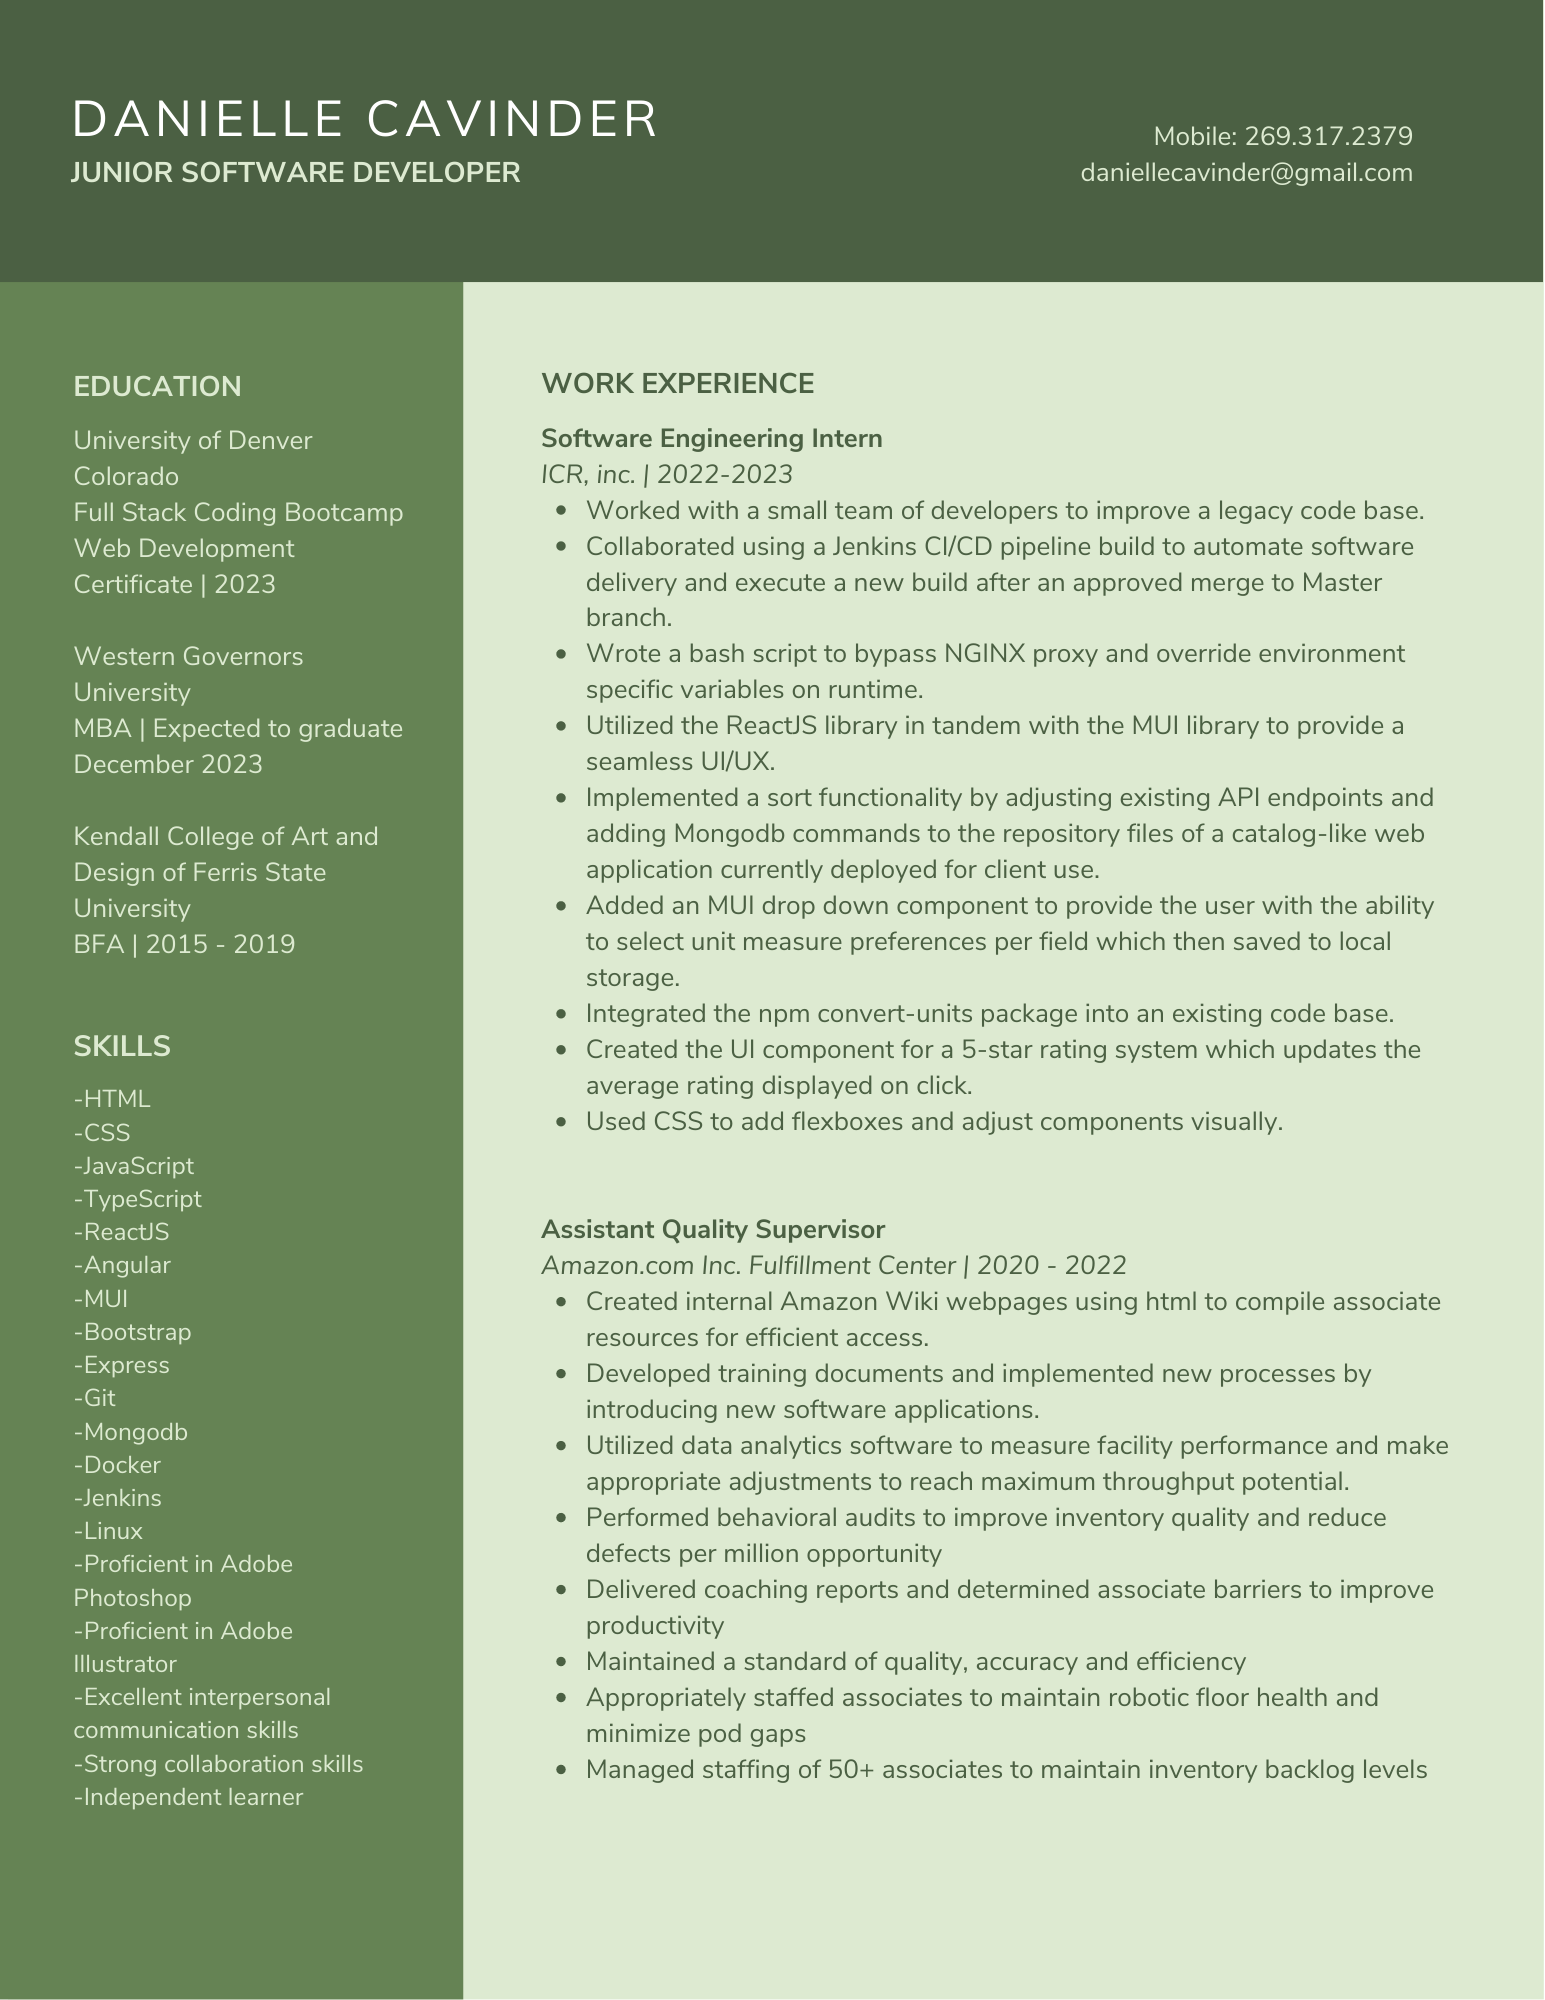 DANIELLE CAVINDER
JUNIOR SOFTWARE DEVELOPER
Mobile: 269.317.2379
daniellecavinder@gmail.com
EDUCATION
University of Denver
Colorado
Full Stack Coding Bootcamp
Web Development
Certificate | 2023
Western Governors
University
MBA | Expected to graduate
December 2023
Kendall College of Art and
Design of Ferris State
University
BFA | 2015 - 2019
SKILLS
-HTML
-CSS
-JavaScript
-TypeScript
-ReactJS
-Angular
-MUI
-Bootstrap
-Express
-Git
-Mongodb
-Docker
-Jenkins
-Linux
-Proficient in Adobe
Photoshop
-Proficient in Adobe
Illustrator
-Excellent interpersonal
communication skills
-Strong collaboration skills
-Independent learner
WORK EXPERIENCE
Software Engineering Intern
ICR, inc. | 2022-2023
• Worked with a small team of developers to improve a legacy code base.
• Collaborated using a Jenkins CI/CD pipeline build to automate software
delivery and execute a new build after an approved merge to Master
branch.
• Wrote a bash script to bypass NGINX proxy and override environment
specific variables on runtime.
• Utilized the ReactJS library in tandem with the MUI library to provide a
seamless UI/UX.
• Implemented a sort functionality by adjusting existing API endpoints and
adding Mongodb commands to the repository files of a catalog-like web
application currently deployed for client use.
• Added an MUI drop down component to provide the user with the ability
to select unit measure preferences per field which then saved to local
storage.
• Integrated the npm convert-units package into an existing code base.
• Created the UI component for a 5-star rating system which updates the
average rating displayed on click.
• Used CSS to add flexboxes and adjust components visually.
Assistant Quality Supervisor
Amazon.com Inc. Fulfillment Center | 2020 - 2022
• Created internal Amazon Wiki webpages using html to compile associate
resources for efficient access.
• Developed training documents and implemented new processes by
introducing new software applications.
• Utilized data analytics software to measure facility performance and make
appropriate adjustments to reach maximum throughput potential.
• Performed behavioral audits to improve inventory quality and reduce
defects per million opportunity
• Delivered coaching reports and determined associate barriers to improve
productivity
• Maintained a standard of quality, accuracy and efficiency
• Appropriately staffed associates to maintain robotic floor health and
minimize pod gaps
• Managed staffing of 50+ associates to maintain inventory backlog levels